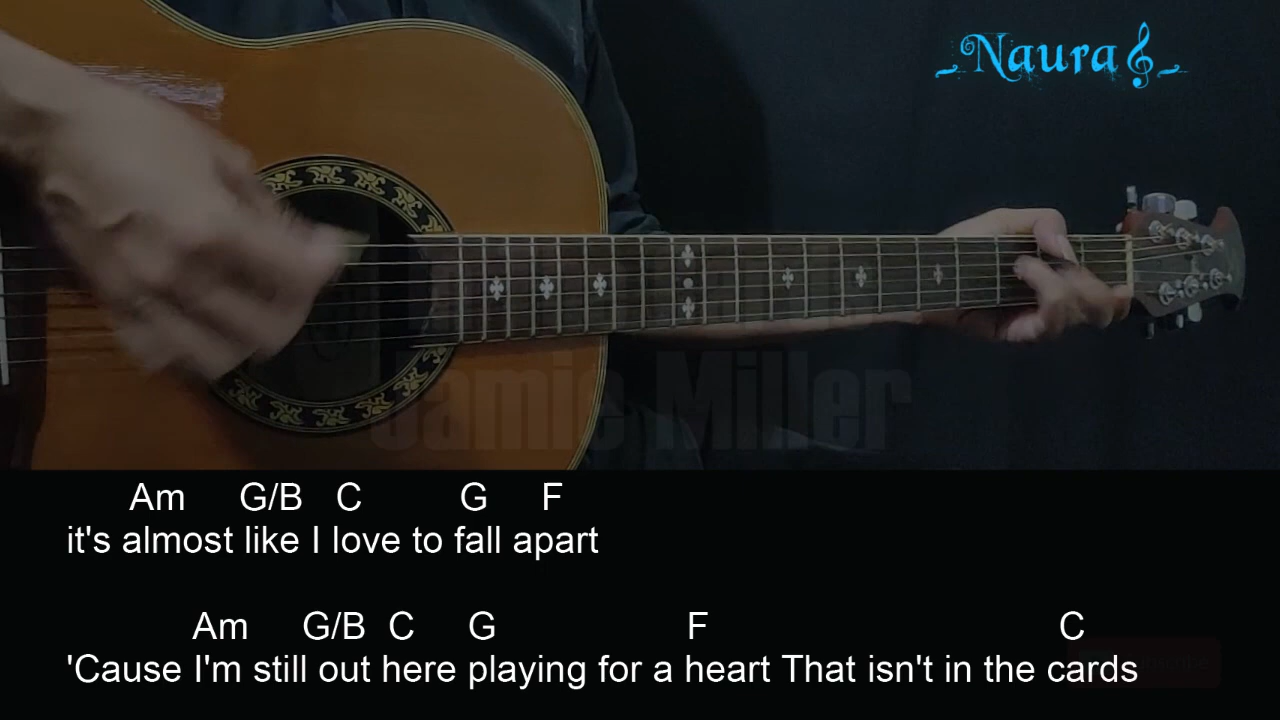 Naura
Jamie Miller
Am G/B C G F
it's almost like I love to fall apart
Am G/B C G F C
'Cause I'm still out here playing for a heart That isn't in the cards